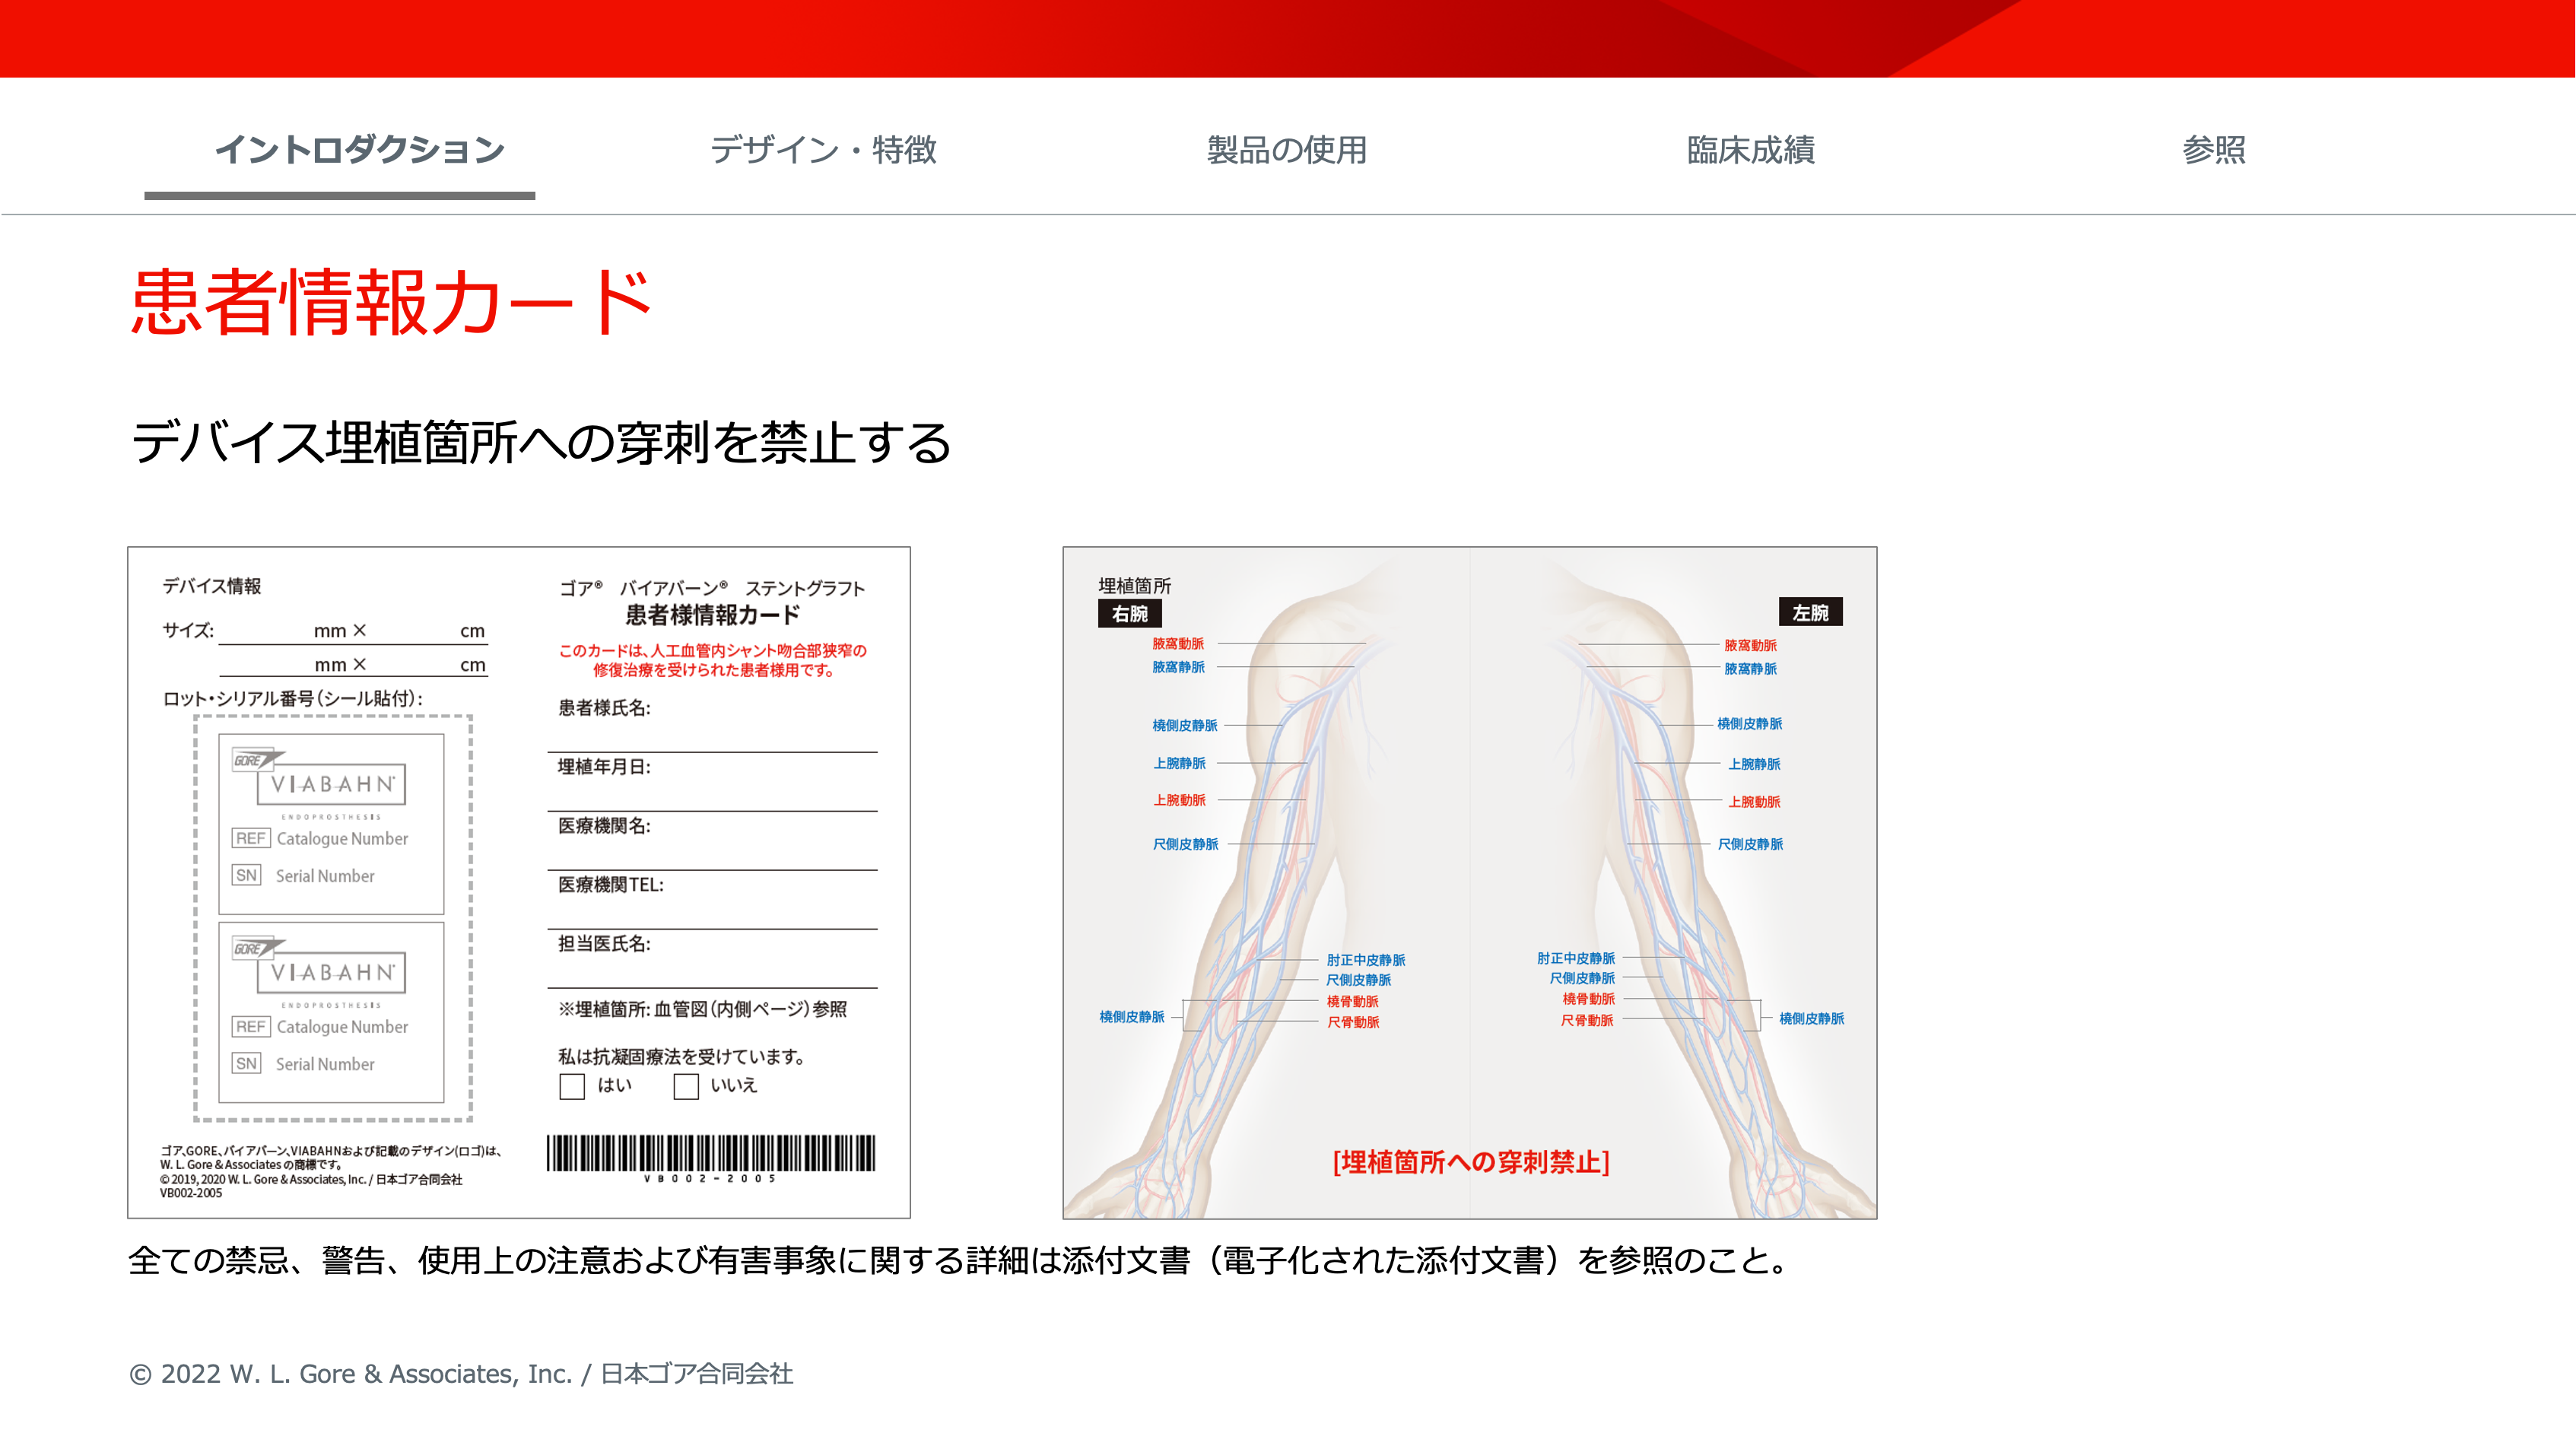 イントロダクション
デザイン・特徴
製品の使用
臨床成績
参照
患者情報カード
デバイス埋植箇所への穿刺を禁止する
デバイス情報
サイズ: mm × cm
mm × cm
ロット・シリアル番号(シール貼付):
GORE
VIABAHN®
ENDOPROSTHESIS
REF Catalogue Number
SN Serial Number
GORE
VIABAHN®
ENDOPROSTHESIS
REF Catalogue Number
SN Serial Number
ゴア、GORE、バイアバーン、VIABAHNおよび記載のデザイン(ロゴ)は、
W. L. Gore & Associates の商標です。
© 2019, 2020 W. L. Gore & Associates, Inc. / 日本ゴア合同会社
VB002-2005
ゴア® バイアバーン® ステントグラフト
患者様情報カード
このカードは、人工血管内シャント吻合部狭窄の
修復治療を受けられた患者様用です。
患者様氏名:
埋植年月日:
医療機関名:
医療機関TEL:
担当医氏名:
※埋植箇所:血管図(内側ページ)参照
私は抗凝固療法を受けています。
はい いいえ
VB002-2005
埋植箇所
右腕
腋窩動脈
腋窩静脈
橈側皮静脈
上腕静脈
上腕動脈
尺側皮静脈
肘正中皮静脈
尺側皮静脈
橈骨動脈
尺骨動脈
橈側皮静脈
左腕
腋窩動脈
腋窩静脈
橈側皮静脈
上腕静脈
上腕動脈
尺側皮静脈
肘正中皮静脈
尺側皮静脈
橈骨動脈
尺骨動脈
橈側皮静脈
[埋植箇所への穿刺禁止]
全ての禁忌、警告、使用上の注意および有害事象に関する詳細は添付文書（電子化された添付文書）を参照のこと。
© 2022 W. L. Gore & Associates, Inc. / 日本ゴア合同会社